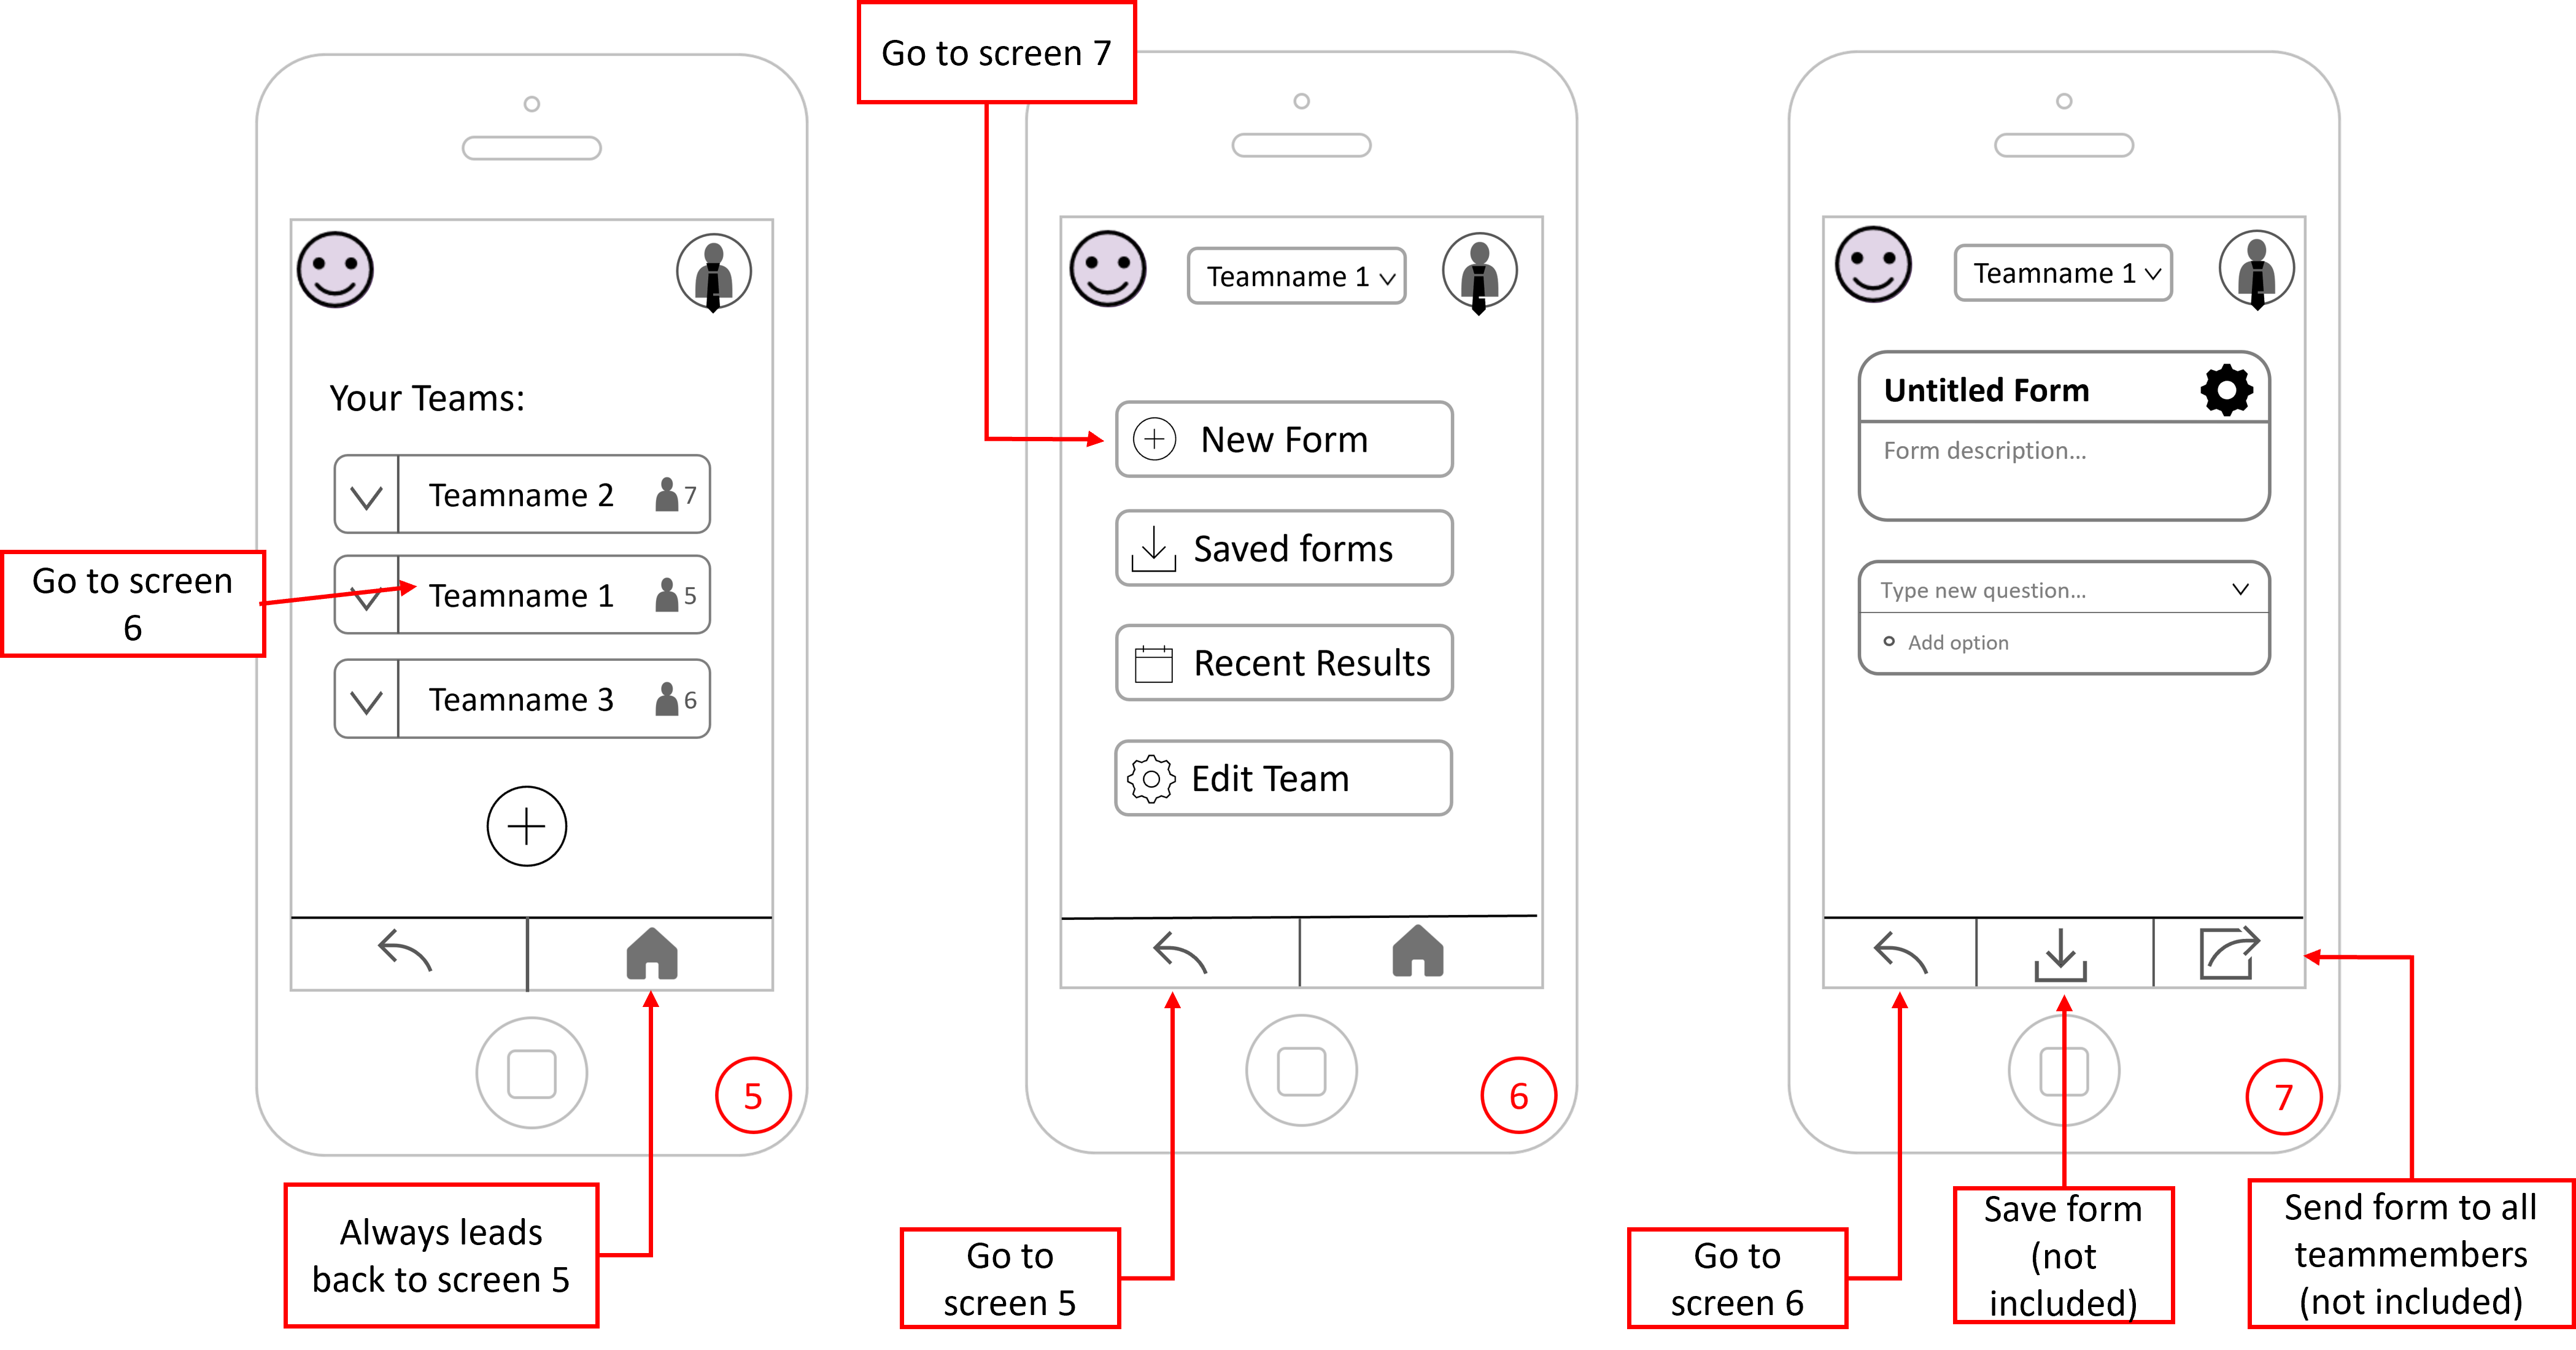 Go to screen 7
Your Teams:
Teamname 2
7
Go to screen
6
Teamname 1
5
Teamname 3
6
5
Always leads
back to screen 5
Teamname 1
New Form
Saved forms
Recent Results
Edit Team
6
Go to
screen 5
Teamname 1
Untitled Form
Form description...
Type new question...
Add option
7
Go to
screen 6
Save form
(not
included)
Send form to all
teammembers
(not included)